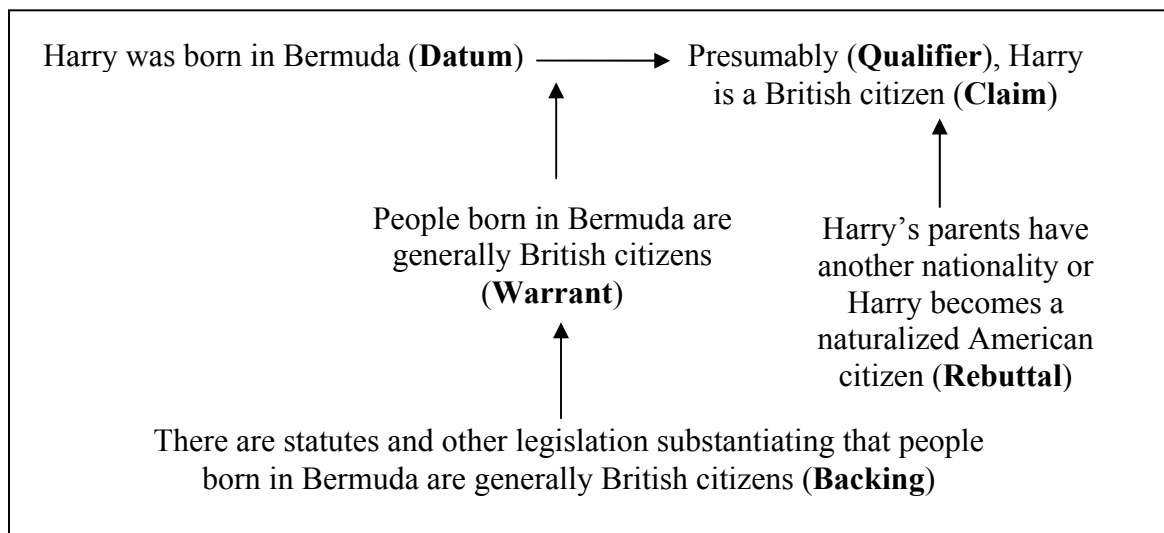 Harry was born in Bermuda (Datum)
Presumably (Qualifier), Harry
is a British citizen (Claim)
People born in Bermuda are
generally British citizens
(Warrant)
Harry’s parents have
another nationality or
Harry becomes a
naturalized American
citizen (Rebuttal)
There are statutes and other legislation substantiating that people
born in Bermuda are generally British citizens (Backing)